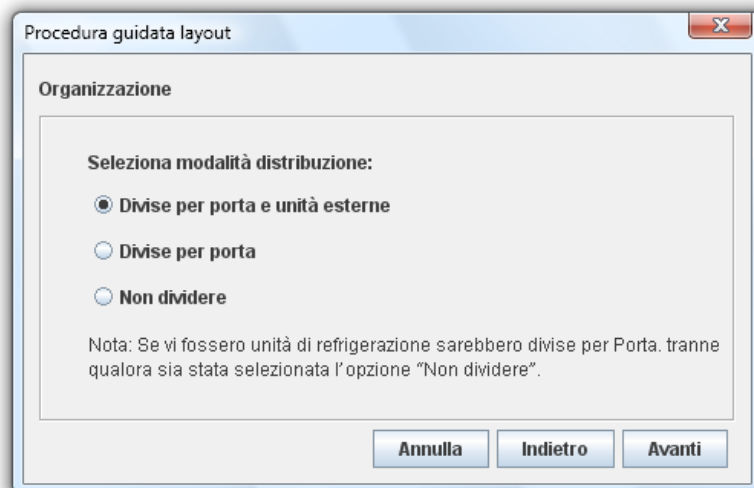 Procedura guidata layout
Organizzazione
Seleziona modalità distribuzione:
Divise per porta e unità esterne
Divise per porta
Non dividere
Nota: Se vi fossero unità di refrigerazione sarebbero divise per Porta. tranne
qualora sia stata selezionata l'opzione “Non dividere”.
Annulla Indietro Avanti